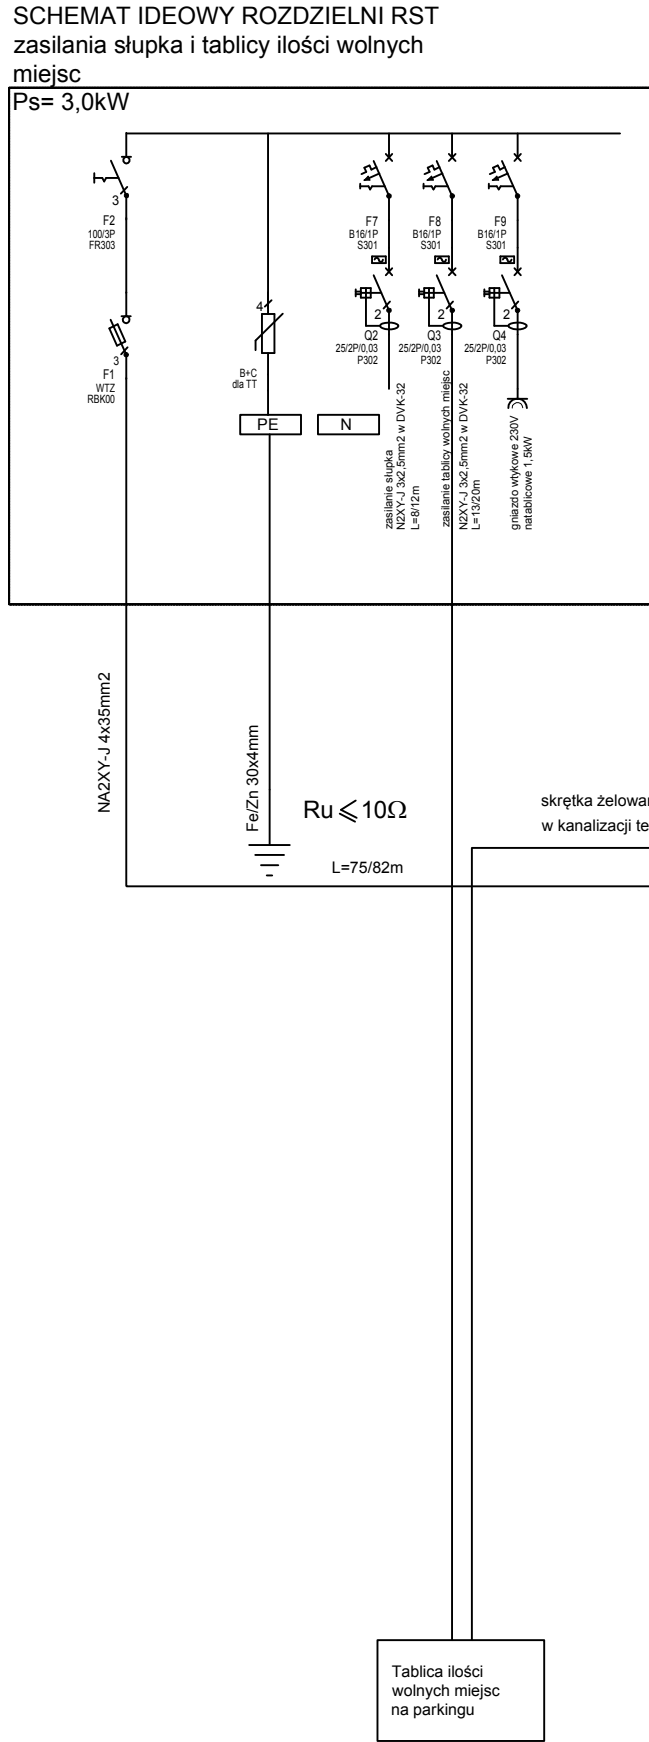 SCHEMAT IDEOWY ROZDZIELNI RST
zasilania słupka i tablicy ilości wolnych
miejsc
Ps= 3,0kW
3
F2
100/3P
FR303
3
F1
WTZ
RBK00
4
B+C
dla TT
PE
N
F7
B16/1P
S301
2
Q2
25/2P/0,03
P302
zasilanie słupka
N2XY-J 3x2,5mm2 w DVK-32
L=8/12m
F8
B16/1P
S301
2
Q3
25/2P/0,03
P302
zasilanie tablicy wolnych miejsc
N2XY-J 3x2,5mm2 w DVK-32
L=13/20m
F9
B16/1P
S301
2
Q4
25/2P/0,03
P302
gniazdo wtykowe 230V
natablicowe 1,5kW
NA2XY-J 4x35mm2
Fe/Zn 30x4mm
Ru ⩽ 10Ω
L=75/82m
skrętka żelowan
w kanalizacji te
Tablica ilości
wolnych miejsc
na parkingu